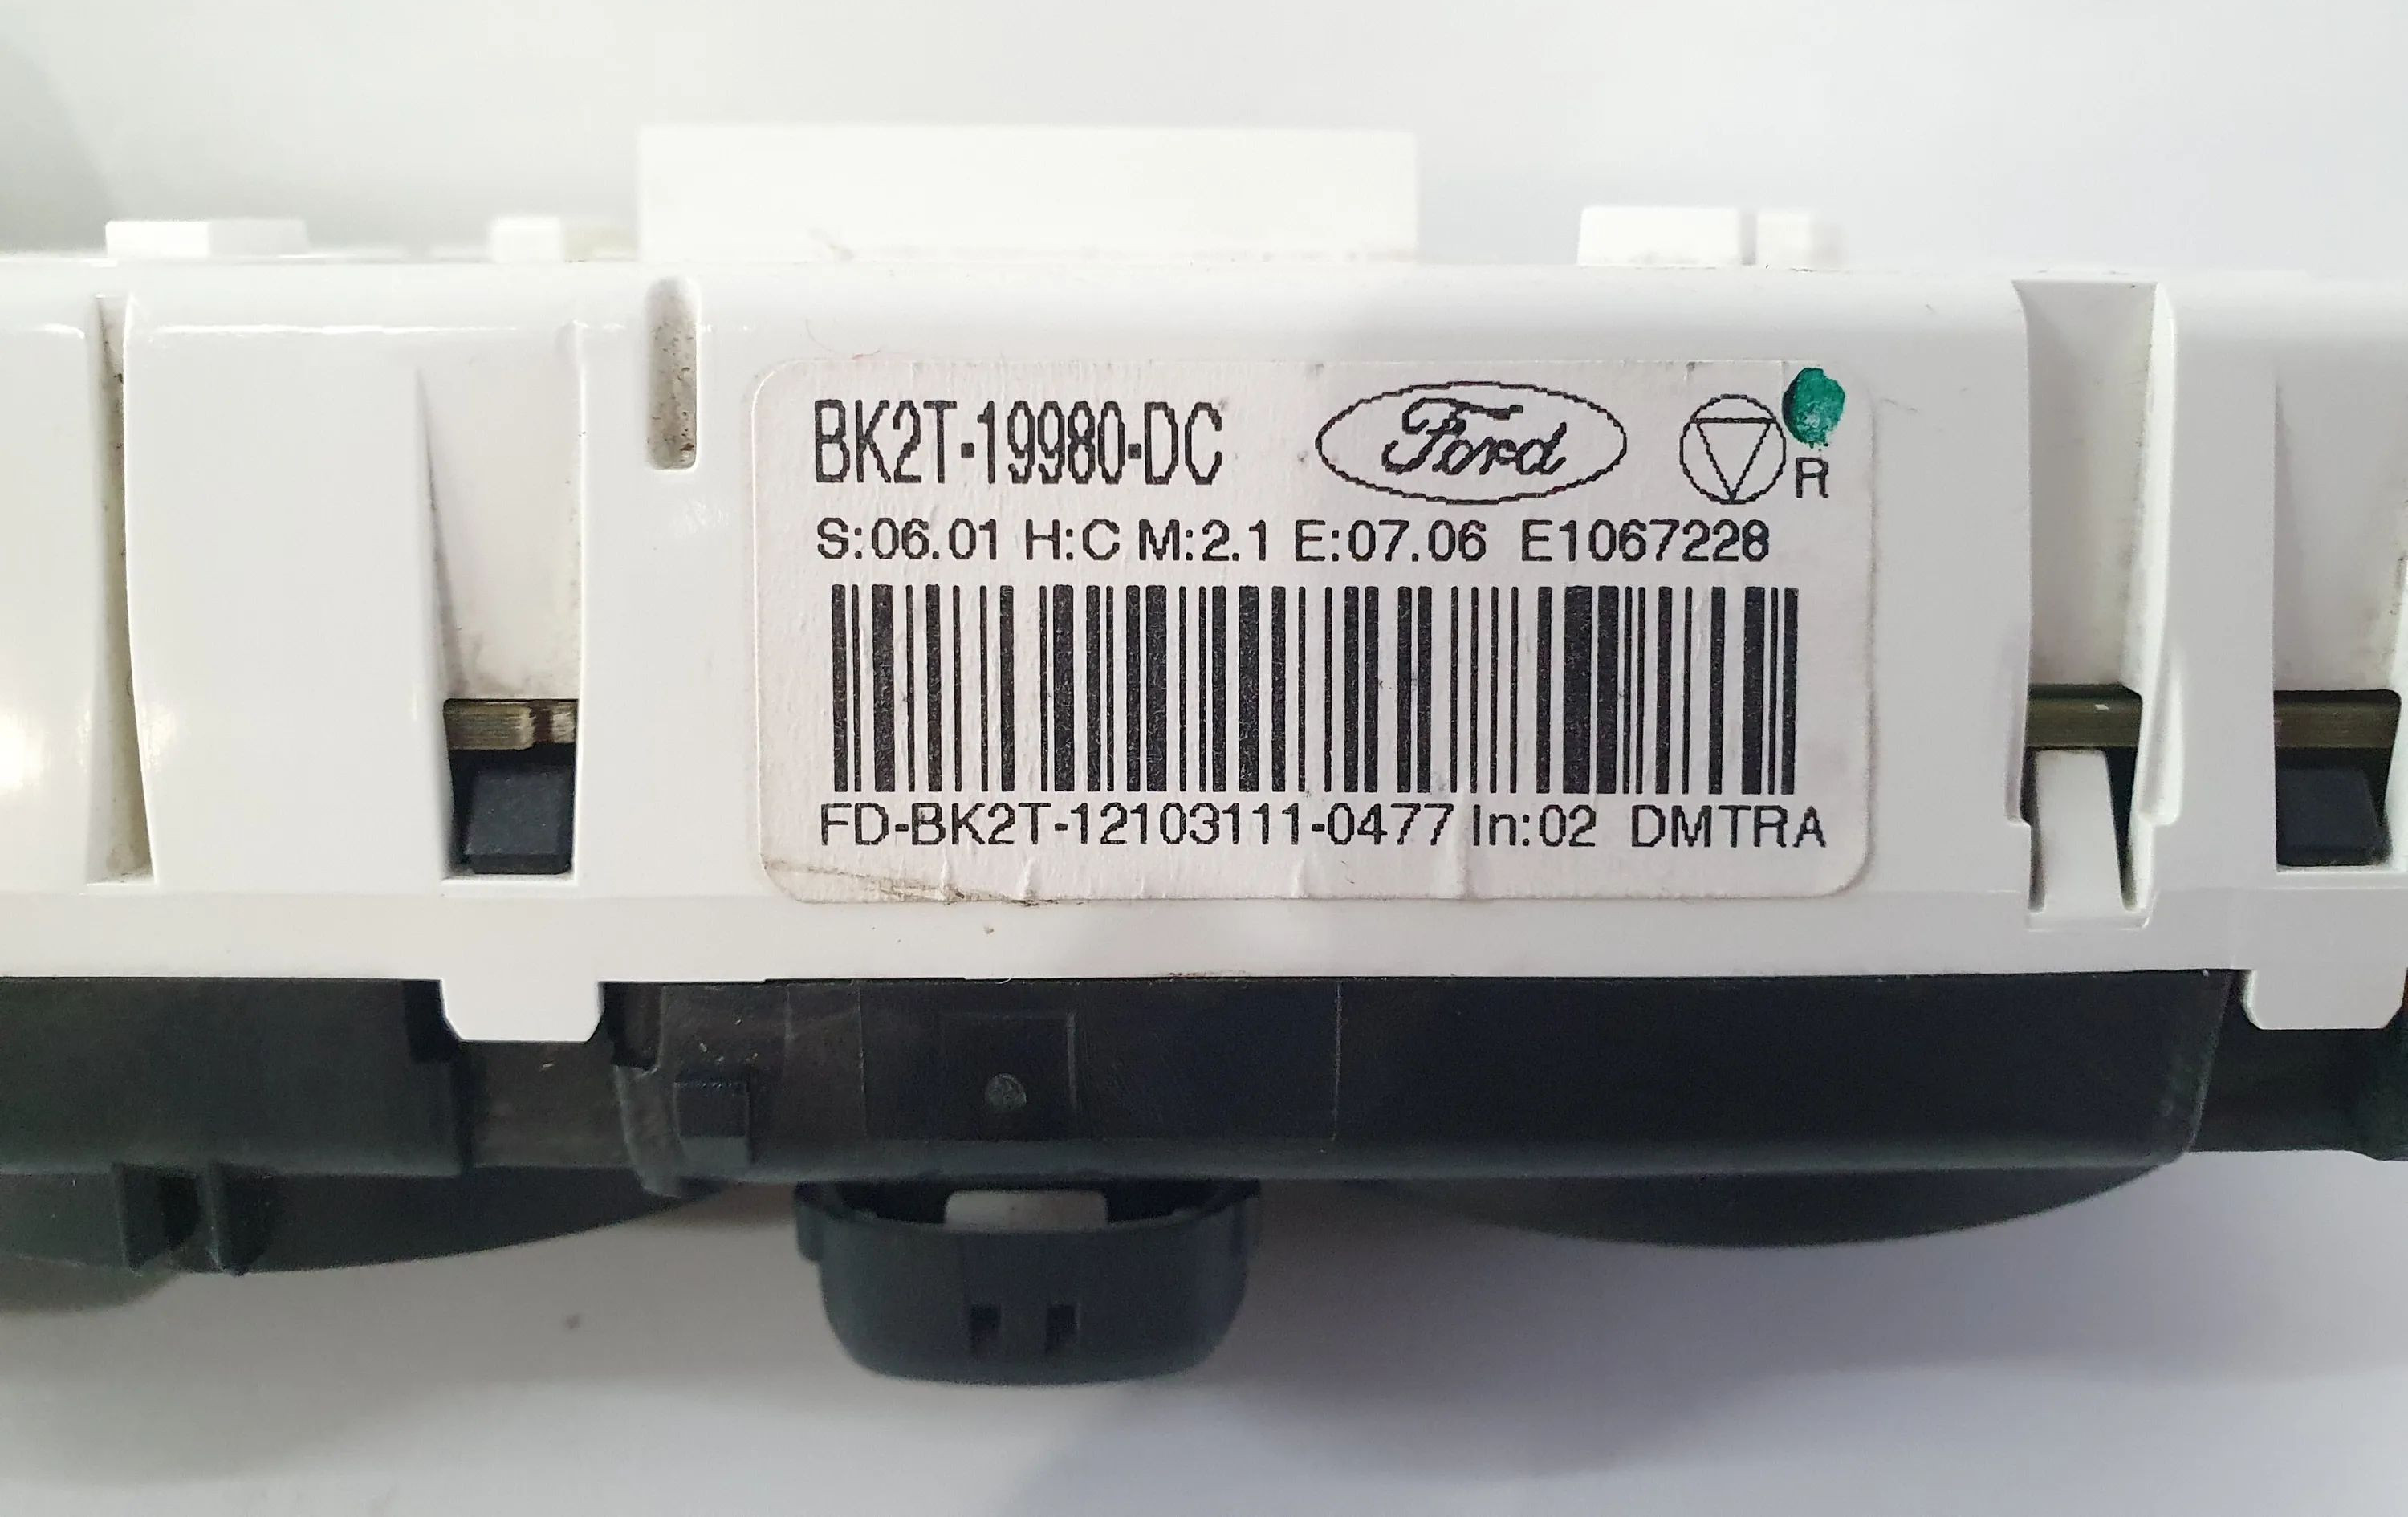 BK2T-19980-DC Ford R
S:06.01 H:C M:2.1 E:07.06 E1067228
FD-BK2T-12103111-0477 In:02 DMTRA